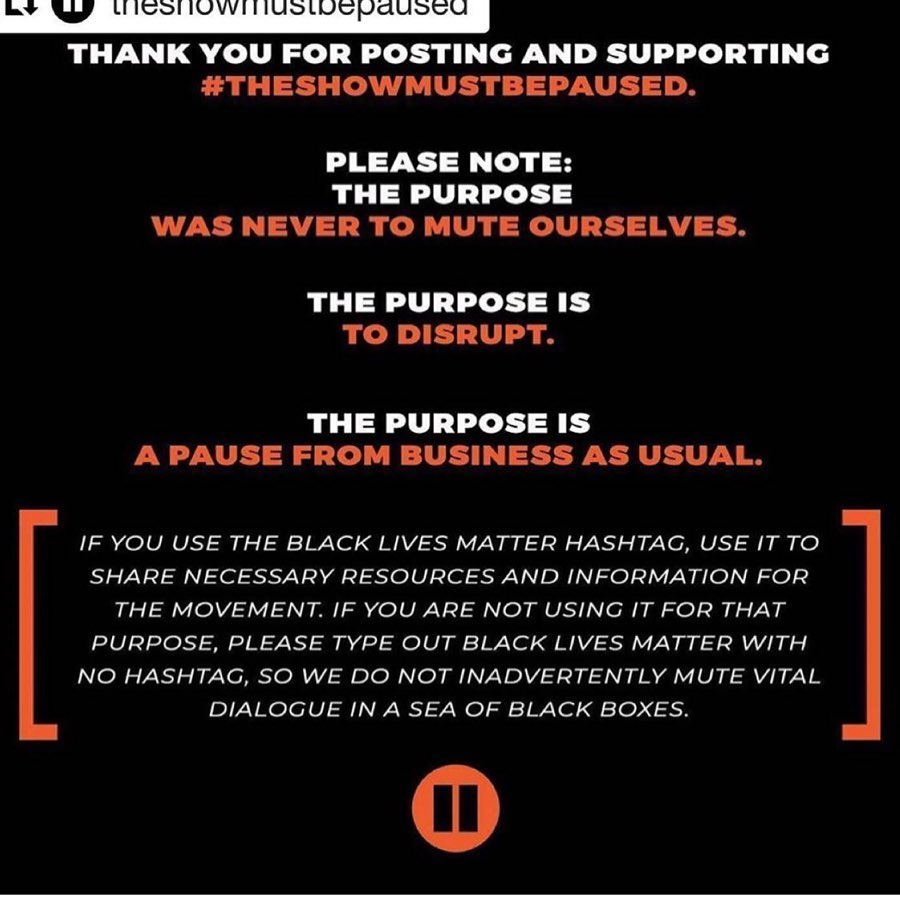 theshowmustbepaused
THANK YOU FOR POSTING AND SUPPORTING
#THESHOWMUSTBEPAUSED.
PLEASE NOTE:
THE PURPOSE
WAS NEVER TO MUTE OURSELVES.
THE PURPOSE IS
TO DISRUPT.
THE PURPOSE IS
A PAUSE FROM BUSINESS AS USUAL.
IF YOU USE THE BLACK LIVES MATTER HASHTAG, USE IT TO
SHARE NECESSARY RESOURCES AND INFORMATION FOR
THE MOVEMENT. IF YOU ARE NOT USING IT FOR THAT
PURPOSE, PLEASE TYPE OUT BLACK LIVES MATTER WITH
NO HASHTAG, SO WE DO NOT INADVERTENTLY MUTE VITAL
DIALOGUE IN A SEA OF BLACK BOXES.